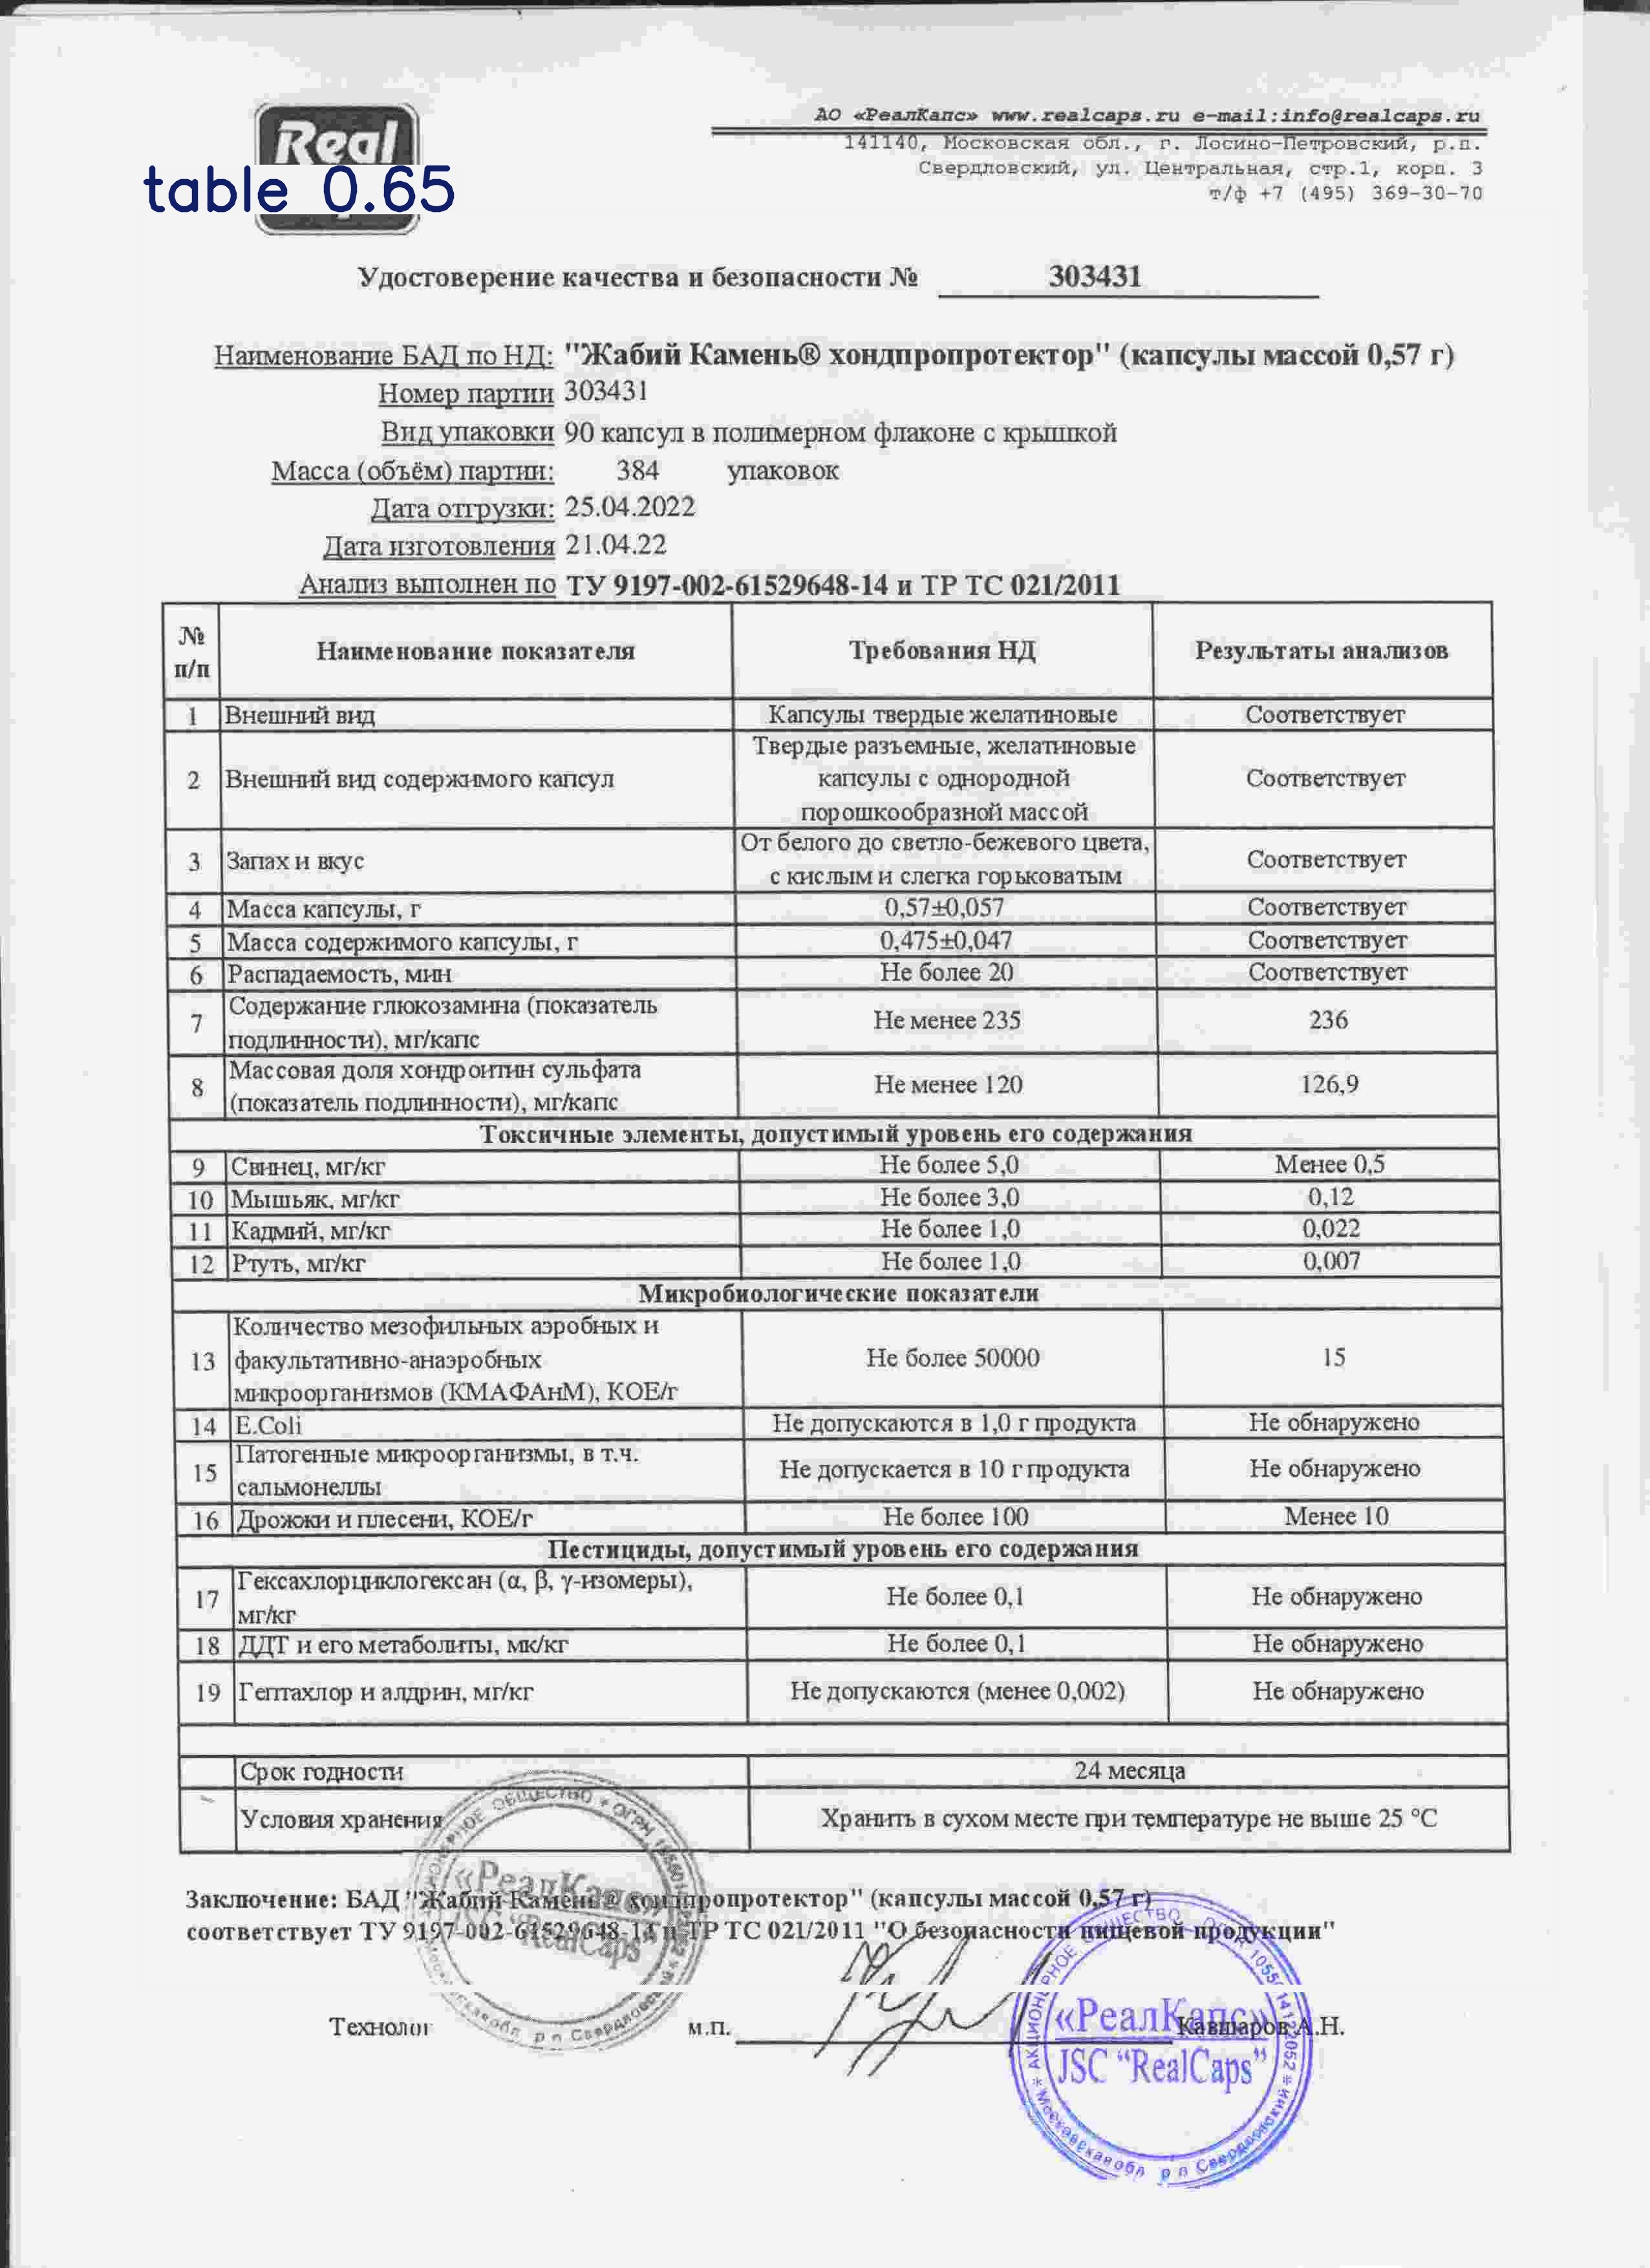 Real
table 0.65
АО «РеалКапс» www.realcaps.ru e-mail:info@realcaps.ru
141140, Московская обл., г. Лосино-Петровский, р.п.
Свердловский, ул. Центральная, стр.1, корп. 3
т/ф +7 (495) 369-30-70
Удостоверение качества и безопасности № 303431
Наименование БАД по НД: "Жабий Камень® хондпропротектор" (капсулы массой 0,57 г)
Номер партии 303431
Вид упаковки 90 капсул в полимерном флаконе с крышкой
Масса (объём) партии: 384 упаковок
Дата отгрузки: 25.04.2022
Дата изготовления 21.04.22
Анализ выполнен по ТУ 9197-002-61529648-14 и ТР ТС 021/2011
№ п/п Наименование показателя Требования НД Результаты анализов
1 Внешний вид Капсулы твердые желатиновые Соответствует
2 Внешний вид содержимого капсул Твердые разъемные, желатиновые капсулы с однородной порошкообразной массой Соответствует
3 Запах и вкус От белого до светло-бежевого цвета, с кислым и слегка горьковатым Соответствует
4 Масса капсулы, г 0,57±0,057 Соответствует
5 Масса содержимого капсулы, г 0,475±0,047 Соответствует
6 Распадаемость, мин Не более 20 Соответствует
7 Содержание глюкозамина (показатель подлинности), мг/капс Не менее 235 236
8 Массовая доля хондроитин сульфата (показатель подлинности), мг/капс Не менее 120 126,9
Токсичные элементы, допустимый уровень его содержания
9 Свинец, мг/кг Не более 5,0 Менее 0,5
10 Мышьяк, мг/кг Не более 3,0 0,12
11 Кадмий, мг/кг Не более 1,0 0,022
12 Ртуть, мг/кг Не более 1,0 0,007
Микробиологические показатели
13 Количество мезофильных аэробных и факультативно-анаэробных микроорганизмов (КМАФАнМ), КОЕ/г Не более 50000 15
14 E.Coli Не допускаются в 1,0 г продукта Не обнаружено
15 Патогенные микроорганизмы, в т.ч. сальмонеллы Не допускается в 10 г продукта Не обнаружено
16 Дрожжи и плесени, КОЕ/г Не более 100 Менее 10
Пестициды, допустимый уровень его содержания
17 Гексахлорциклогексан (α, β, γ-изомеры), мг/кг Не более 0,1 Не обнаружено
18 ДДТ и его метаболиты, мк/кг Не более 0,1 Не обнаружено
19 Гептахлор и алдрин, мг/кг Не допускаются (менее 0,002) Не обнаружено
Срок годности 24 месяца
Условия хранения Хранить в сухом месте при температуре не выше 25 °C
Заключение: БАД "Жабий Камень® хондпропротектор" (капсулы массой 0,57 г)
соответствует ТУ 9197-002-61529648-14 и ТР ТС 021/2011 "О безопасности пищевой продукции"
Технолог м.п. Кавшаров А.Н.
«РеалКапс»
JSC "RealCaps"
«РеалКапс»
JSC "RealCaps"